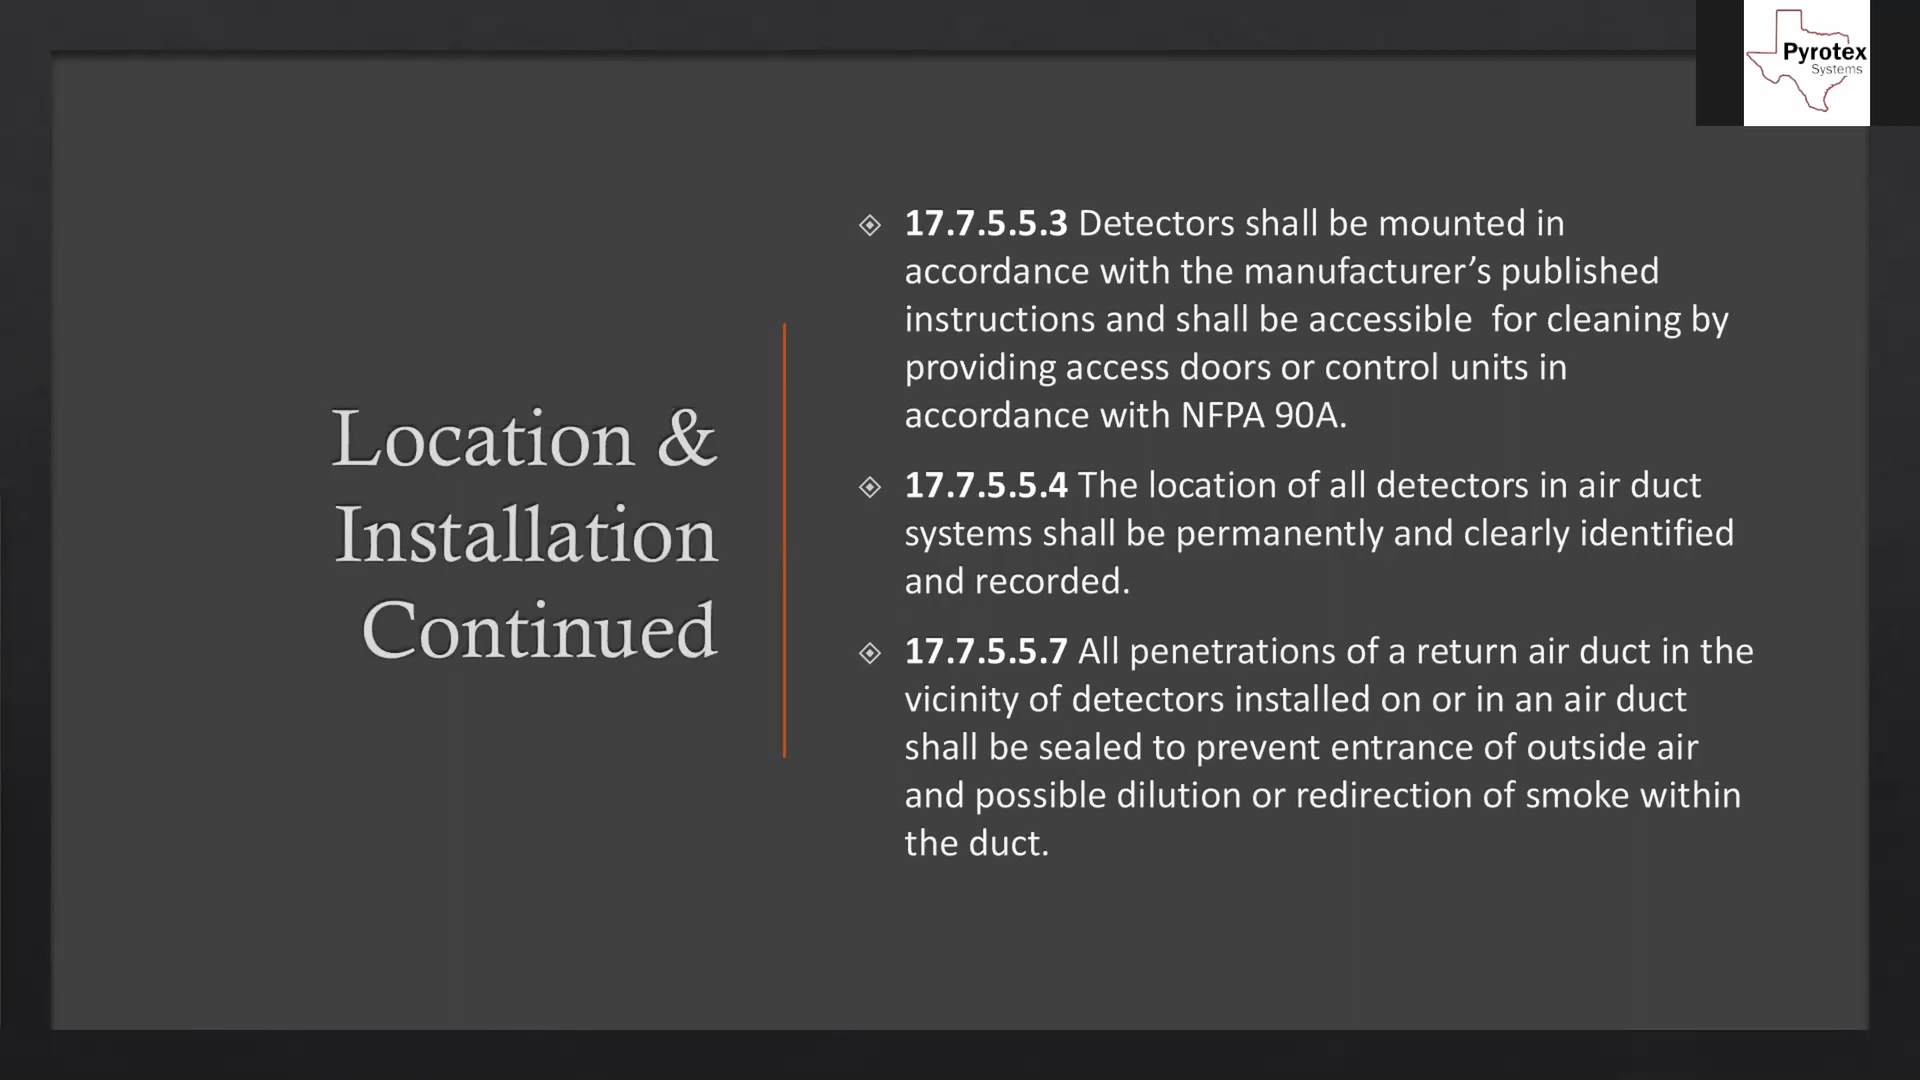 Pyrotex
Systems
Location &
Installation
Continued
17.7.5.5.3 Detectors shall be mounted in
accordance with the manufacturer’s published
instructions and shall be accessible  for cleaning by
providing access doors or control units in
accordance with NFPA 90A.
17.7.5.5.4 The location of all detectors in air duct
systems shall be permanently and clearly identified
and recorded.
17.7.5.5.7 All penetrations of a return air duct in the
vicinity of detectors installed on or in an air duct
shall be sealed to prevent entrance of outside air
and possible dilution or redirection of smoke within
the duct.